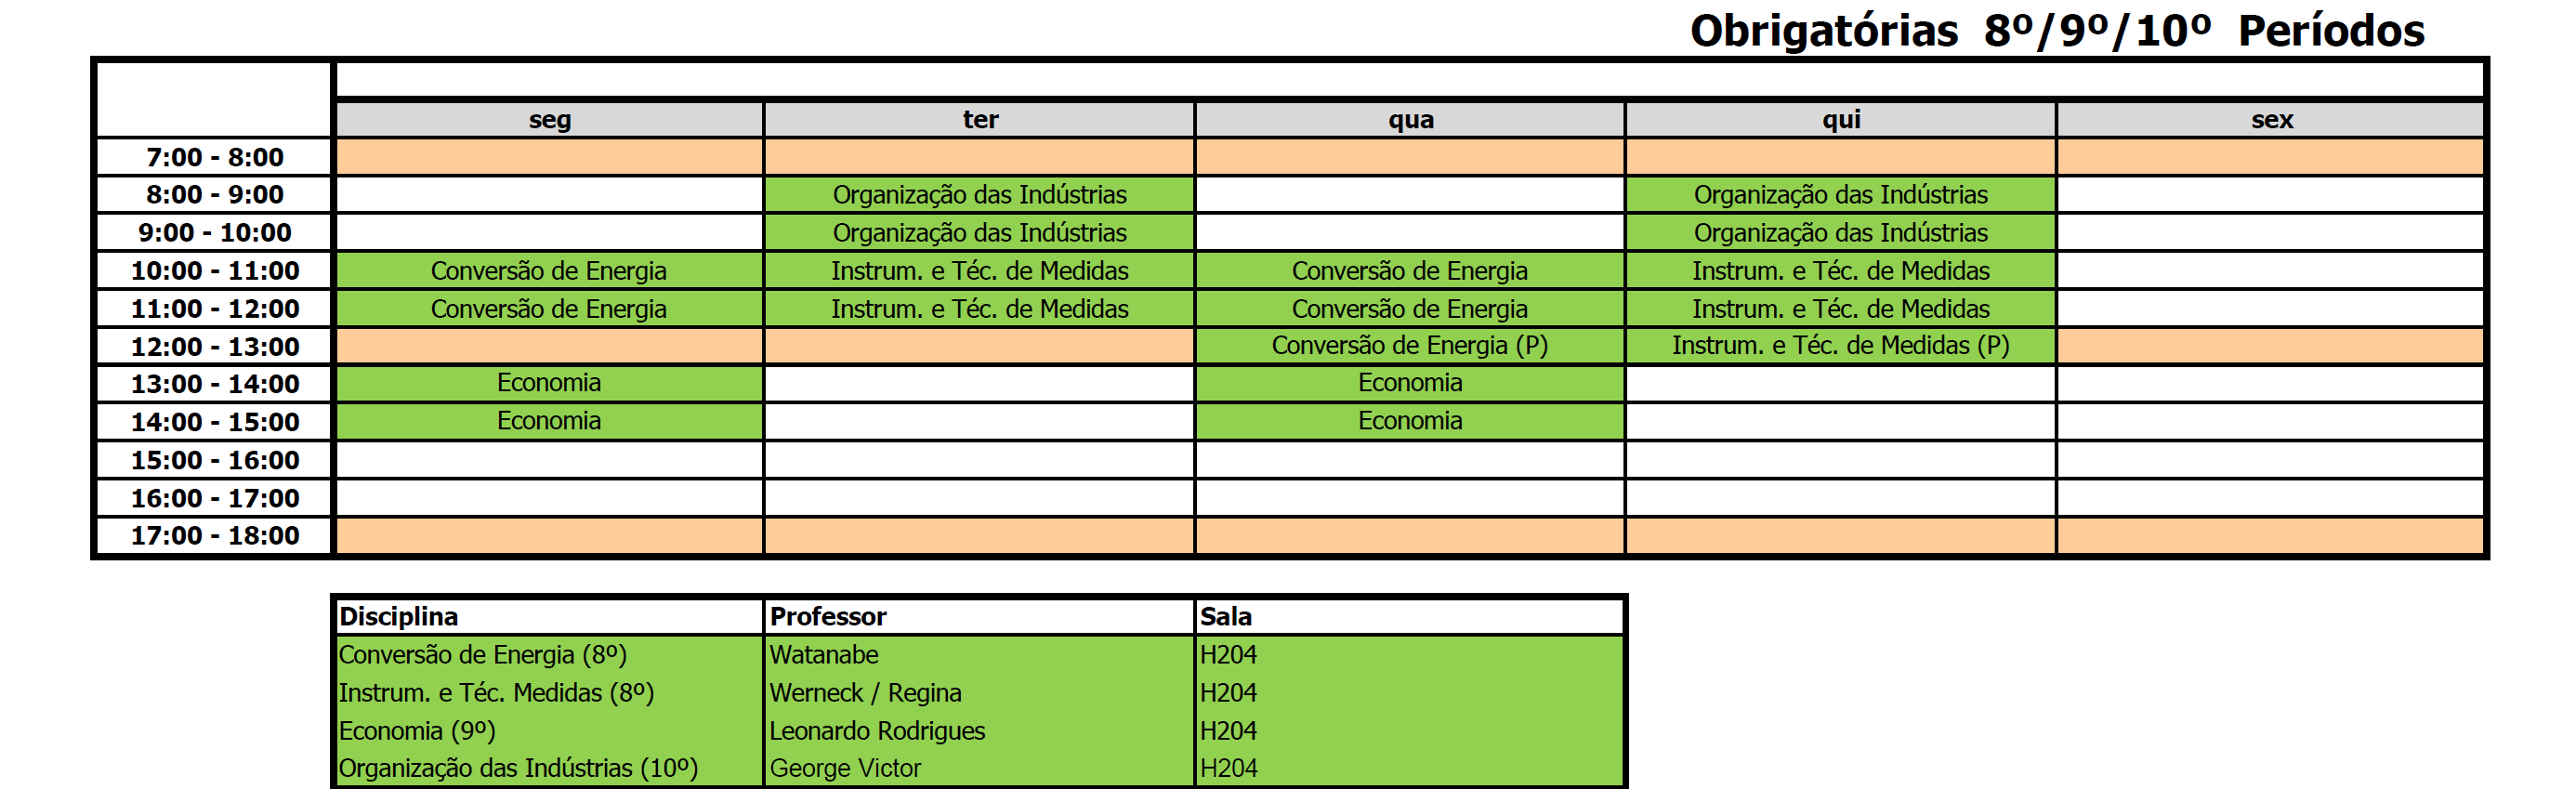 Obrigatórias 8º/9º/10º Períodos
seg ter qua qui sex
7:00 - 8:00
8:00 - 9:00 Organização das Indústrias Organização das Indústrias
9:00 - 10:00 Organização das Indústrias Organização das Indústrias
10:00 - 11:00 Conversão de Energia Instrum. e Téc. de Medidas Conversão de Energia Instrum. e Téc. de Medidas
11:00 - 12:00 Conversão de Energia Instrum. e Téc. de Medidas Conversão de Energia Instrum. e Téc. de Medidas
12:00 - 13:00 Conversão de Energia (P) Instrum. e Téc. de Medidas (P)
13:00 - 14:00 Economia Economia
14:00 - 15:00 Economia Economia
15:00 - 16:00
16:00 - 17:00
17:00 - 18:00
Disciplina Professor Sala
Conversão de Energia (8º) Watanabe H204
Instrum. e Téc. Medidas (8º) Werneck / Regina H204
Economia (9º) Leonardo Rodrigues H204
Organização das Indústrias (10º) George Victor H204